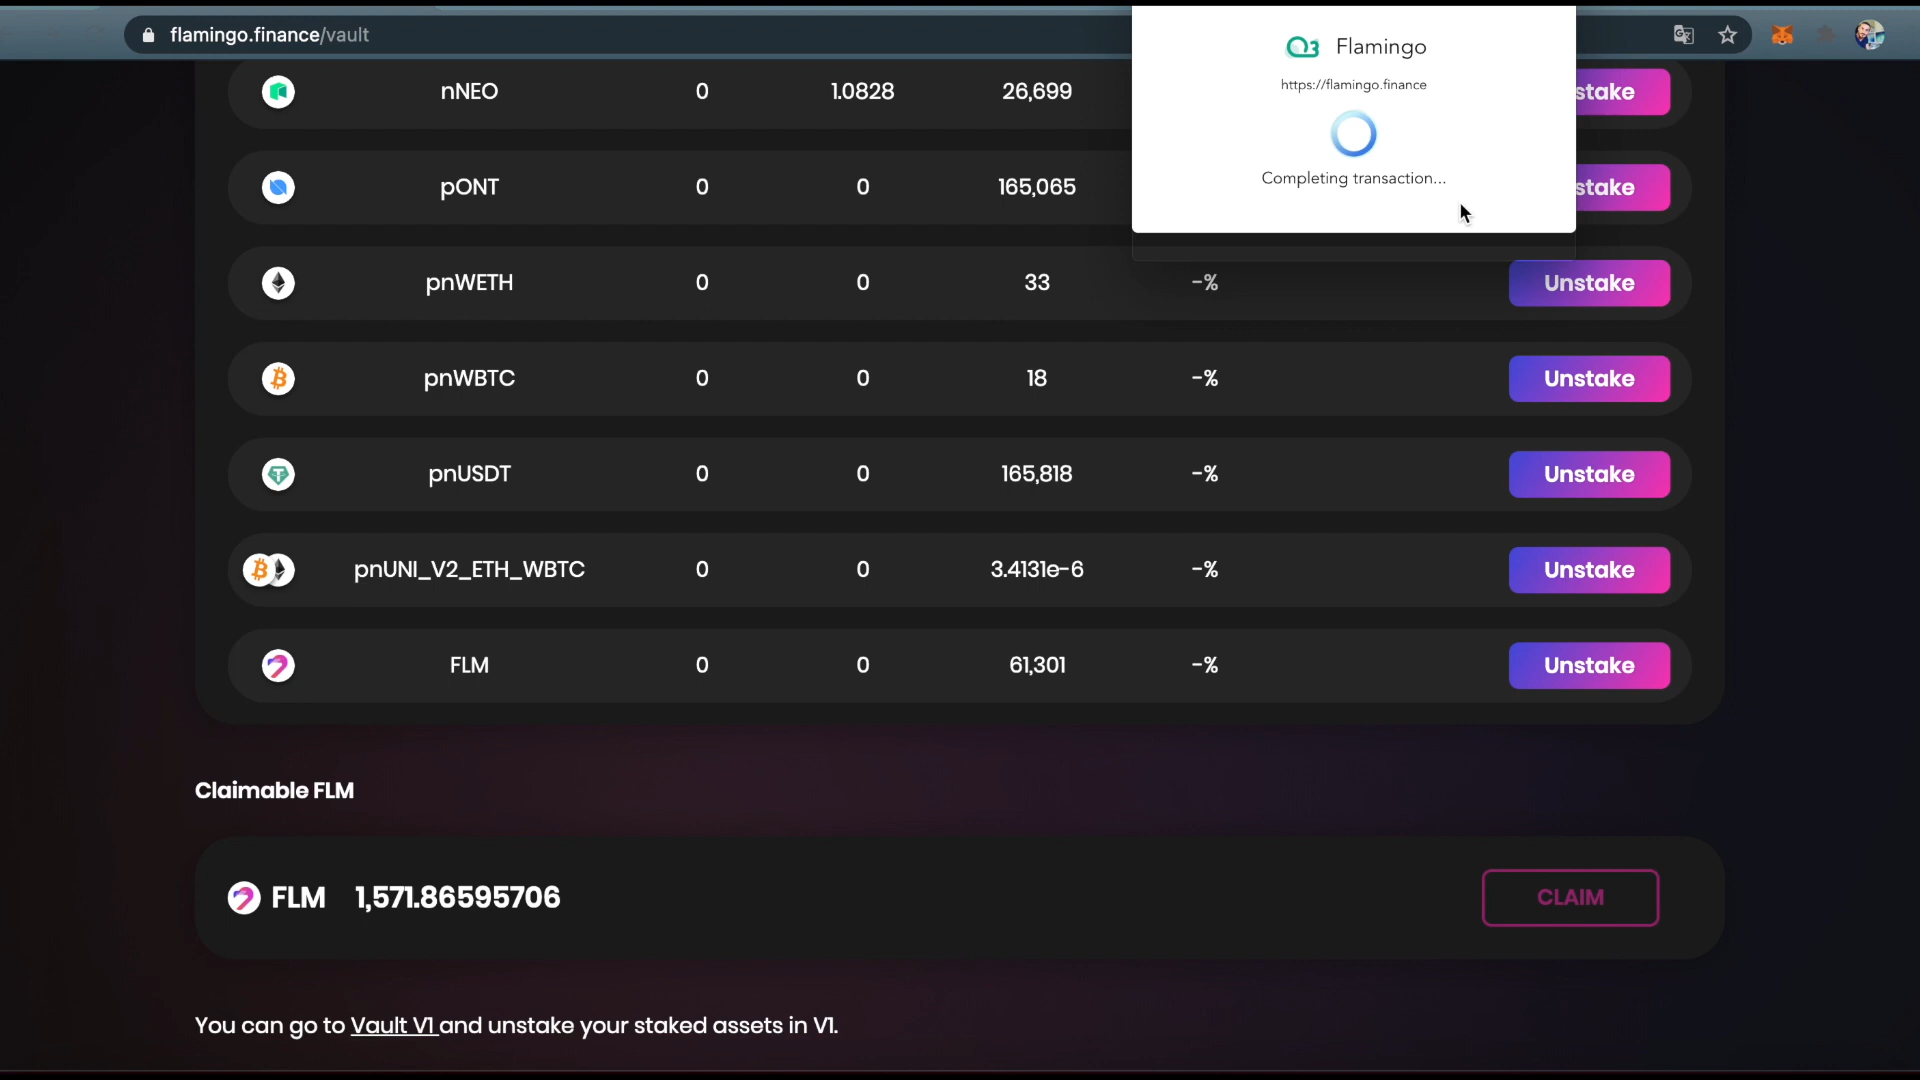 flamingo.finance/vault
O3 Flamingo
https://flamingo.finance
Completing transaction...
nNEO 0 1.0828 26,699 stake
pONT 0 0 165,065 stake
pnWETH 0 0 33 -% Unstake
pnWBTC 0 0 18 -% Unstake
pnUSDT 0 0 165,818 -% Unstake
pnUNI_V2_ETH_WBTC 0 0 3.4131e-6 -% Unstake
FLM 0 0 61,301 -% Unstake
Claimable FLM
FLM 1,571.86595706 CLAIM
You can go to Vault V1 and unstake your staked assets in V1.